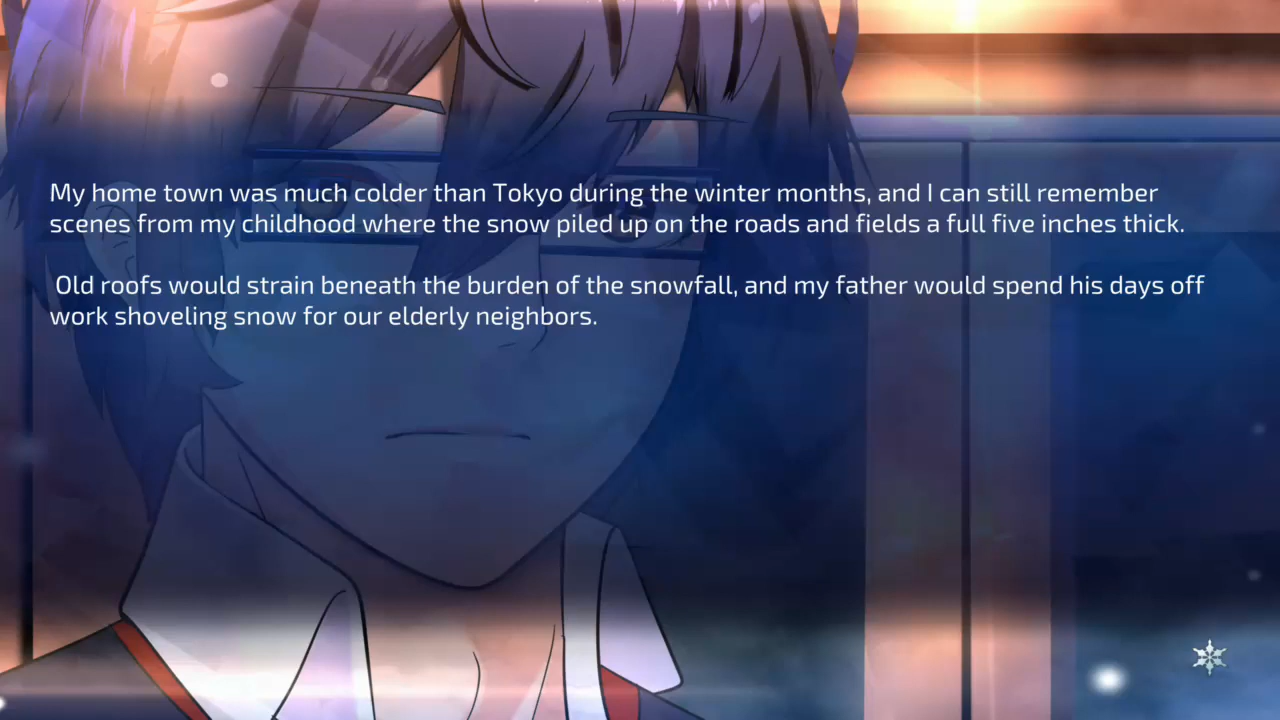 My home town was much colder than Tokyo during the winter months, and I can still remember
scenes from my childhood where the snow piled up on the roads and fields a full five inches thick.
Old roofs would strain beneath the burden of the snowfall, and my father would spend his days off
work shoveling snow for our elderly neighbors.